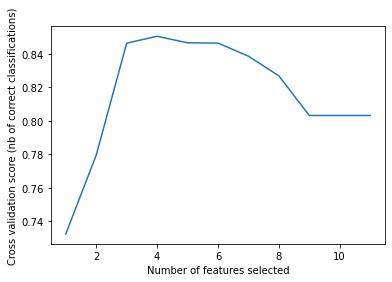 Cross validation score (nb of correct classifications)
0.84
0.82
0.80
0.78
0.76
0.74
2 4 6 8 10
Number of features selected